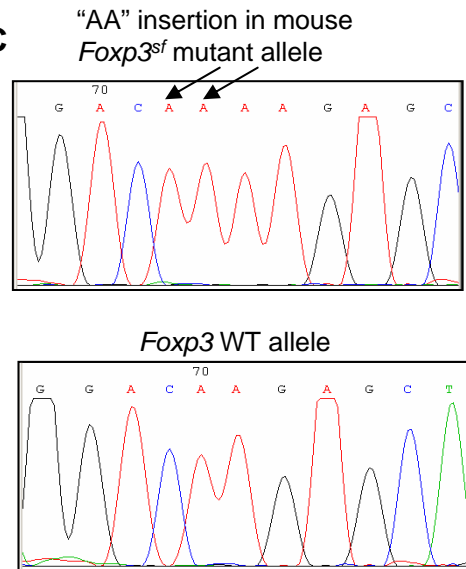 C
"AA" insertion in mouse
Foxp3sf mutant allele
70
G A C A A A A G A G C
Foxp3 WT allele
70
G G A C A A G A G C T